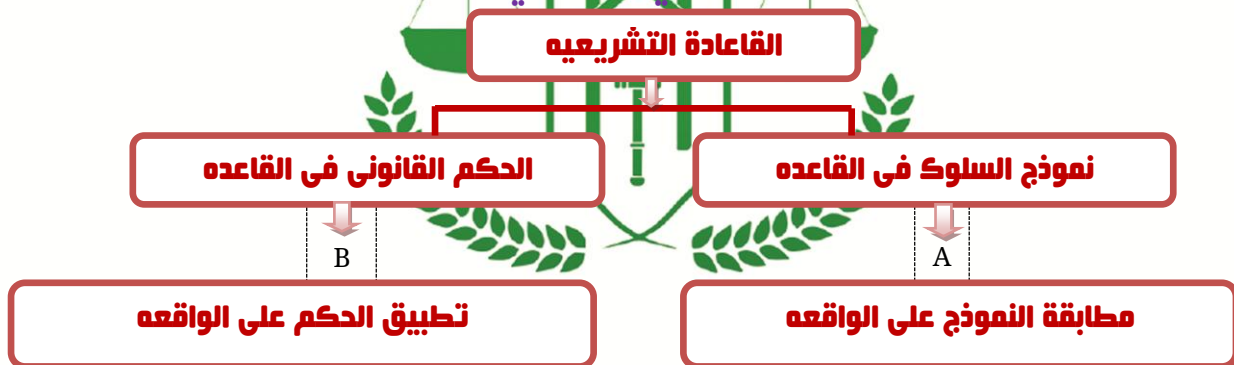 القاعادة التشريعيه
نموذج السلوك فى القاعده
الحكم القانونى فى القاعده
A
B
مطابقة النموذج على الواقعه
تطبيق الحكم على الواقعه